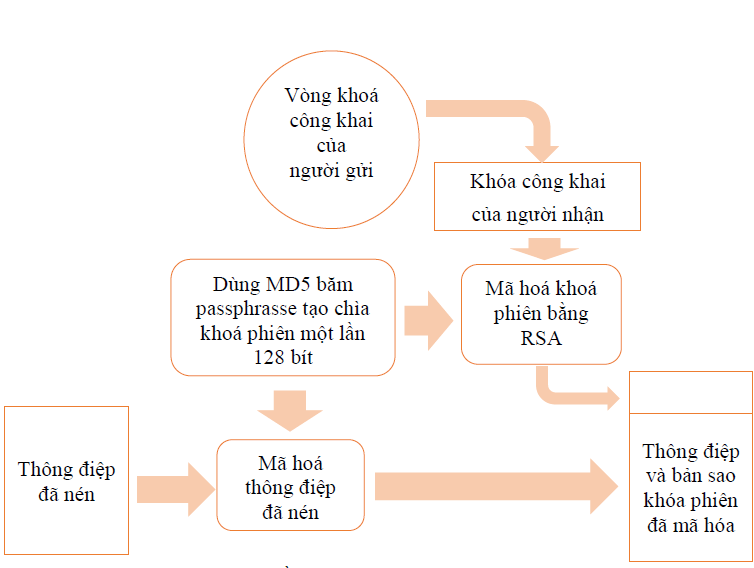 Vòng khoá
công khai
của
người gửi
Khóa công khai
của người nhận
Dùng MD5 băm
passphrasse tạo chìa
khoá phiên một lần
128 bít
Mã hoá khoá
phiên bằng
RSA
Thông điệp
đã nén
Mã hoá
thông điệp
đã nén
Thông điệp
và bản sao
khóa phiên
đã mã hóa